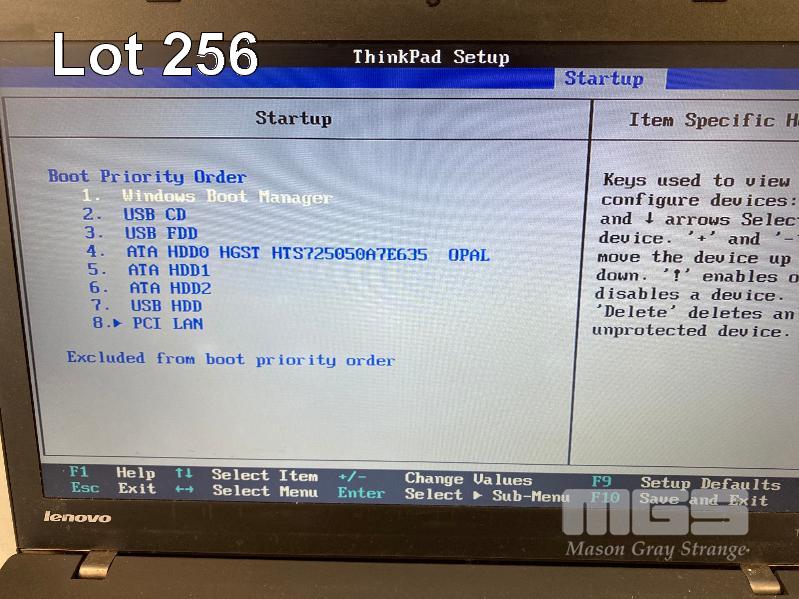 Lot 256
ThinkPad Setup
Startup
Startup
Item Specific
Boot Priority Order
1. Windows Boot Manager
2. USB CD
3. USB FDD
4. ATA HDD0 HGST HTS725050A7E635 OPAL
5. ATA HDD1
6. ATA HDD2
7. USB HDD
8.▶ PCI LAN
Excluded from boot priority order
Keys used to view
configure devices:
and ↓ arrows Selec
device. '+' and '-'
move the device up
down. '!' enables o
disables a device.
'Delete' deletes an
unprotected device.
F1 Help ↑↓ Select Item +/- Change Values F9 Setup Defaults
Esc Exit ←→ Select Menu Enter Select ▶ Sub-Menu F10 Save and Exit
lenovo
MGS
Mason Gray Strange